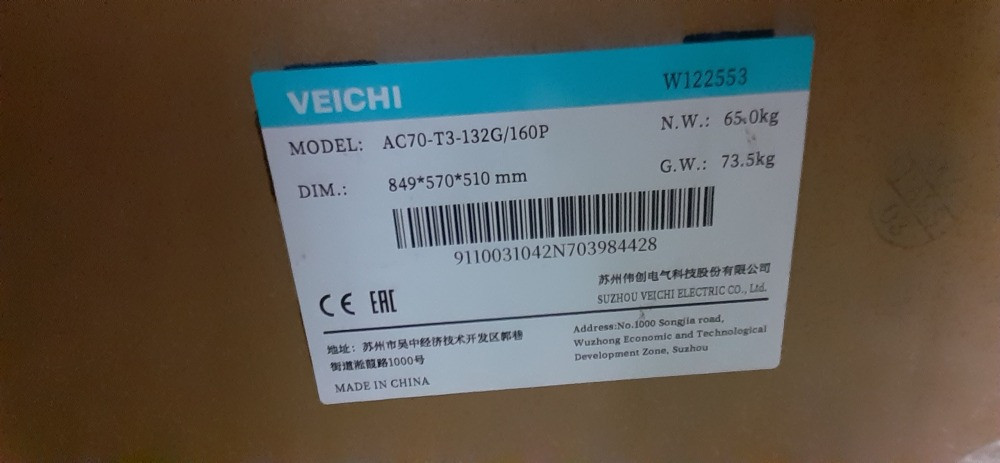 VEICHI
W122553
MODEL: AC70-T3-132G/160P
N.W.: 65.0kg
DIM.: 849*570*510 mm
G.W.: 73.5kg
9110031042N703984428
苏州伟创电气科技股份有限公司
SUZHOU VEICHI ELECTRIC CO., Ltd.
CE EAC
地址：苏州市吴中经济技术开发区郭巷
街道淞葭路1000号
Address:No.1000 Songjia road,
Wuzhong Economic and Technological
Development Zone, Suzhou
MADE IN CHINA